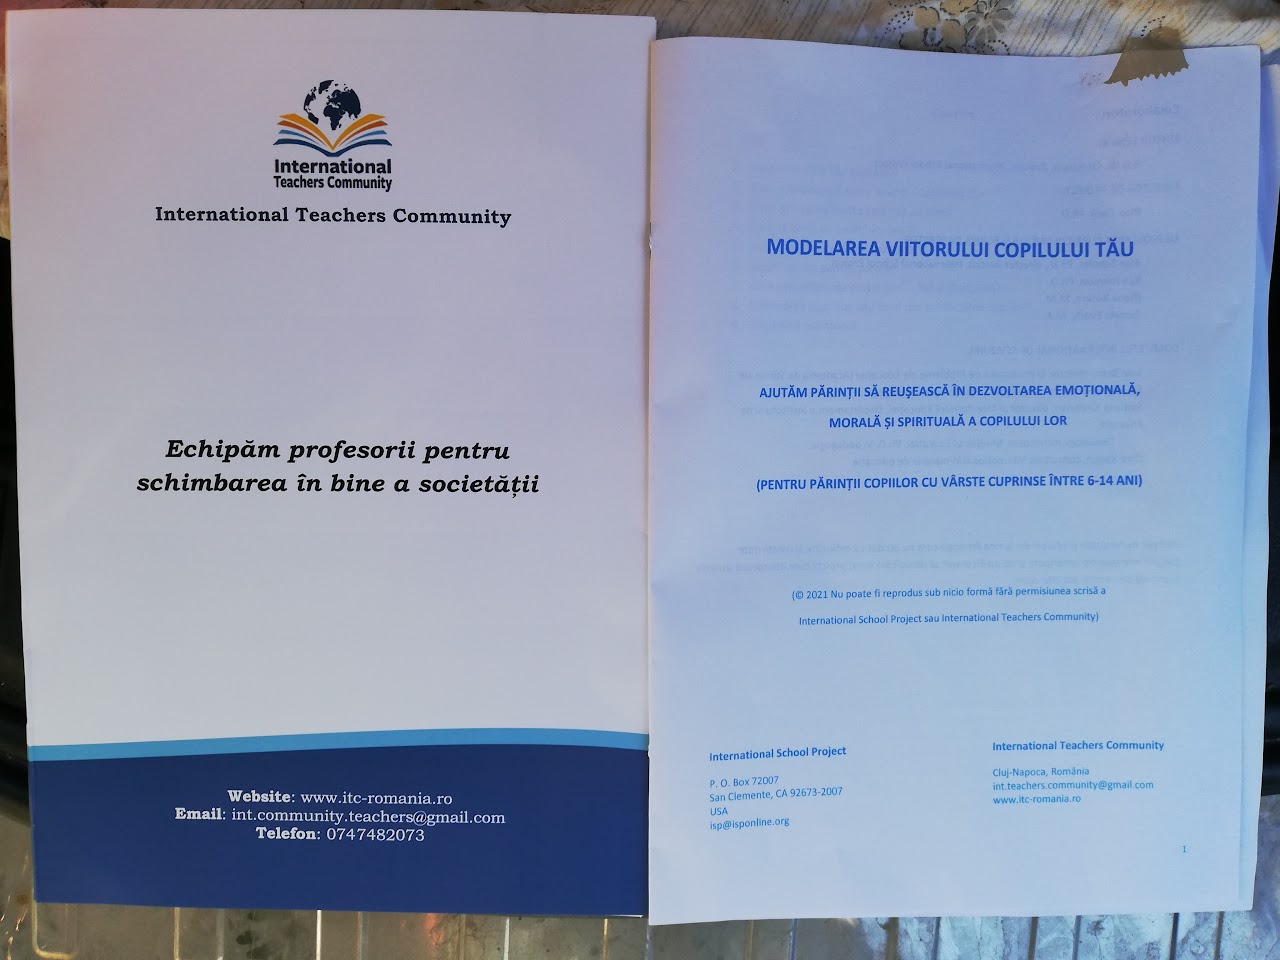 International
Teachers Community
International Teachers Community
Echipăm profesorii pentru
schimbarea în bine a societății
Website: www.itc-romania.ro
Email: int.community.teachers@gmail.com
Telefon: 0747482073
MODELAREA VIITORULUI COPILULUI TĂU
AJUTĂM PĂRINȚII SĂ REUȘEASCĂ ÎN DEZVOLTAREA EMOȚIONALĂ,
MORALĂ ȘI SPIRITUALĂ A COPILULUI LOR
(PENTRU PĂRINȚII COPIILOR CU VÂRSTE CUPRINSE ÎNTRE 6-14 ANI)
(© 2021 Nu poate fi reprodus sub nicio formă fără permisiunea scrisă a
International School Project sau International Teachers Community)
International School Project
P. O. Box 72007
San Clemente, CA 92673-2007
USA
isp@isponline.org
International Teachers Community
Cluj-Napoca, România
int.teachers.community@gmail.com
www.itc-romania.ro
1